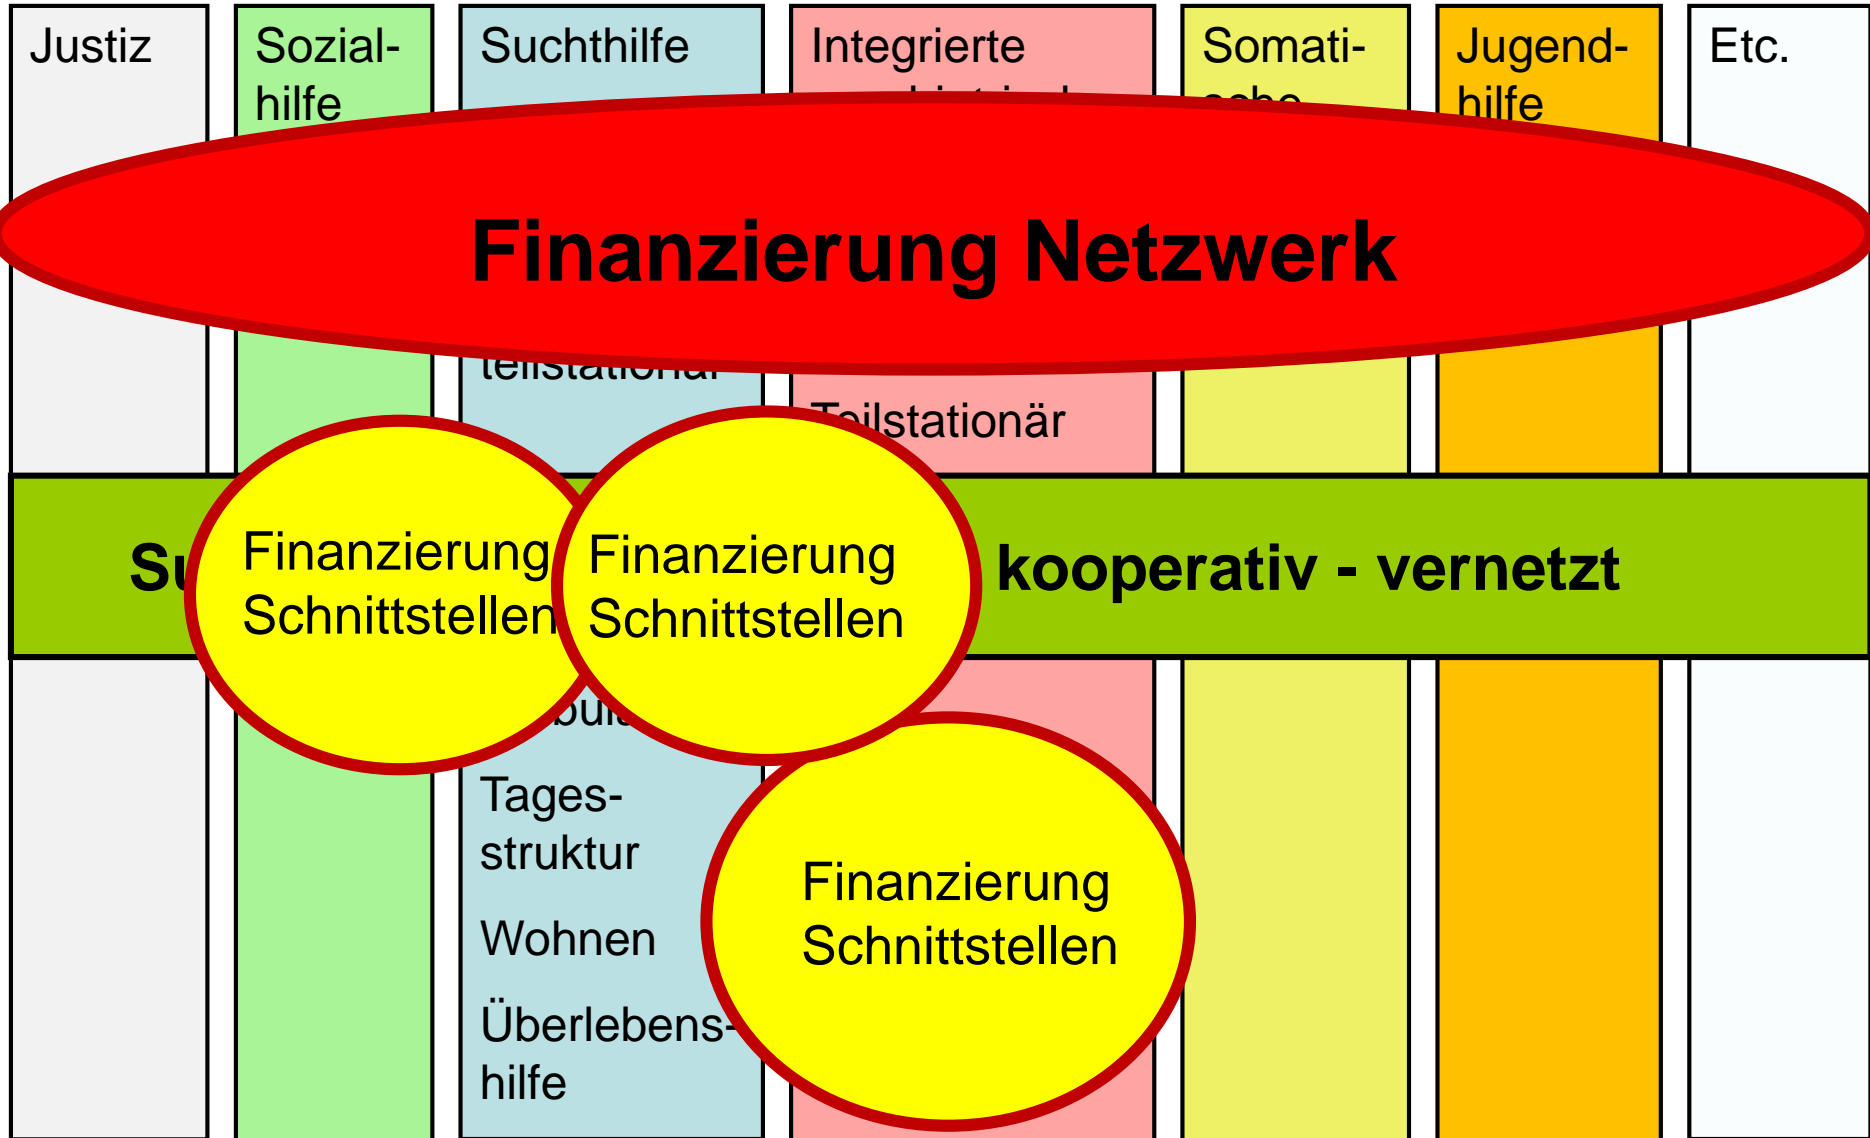 Justiz
Sozial-
hilfe
Suchthilfe
Integrierte
Somati-
Jugend-
hilfe
Etc.
Finanzierung Netzwerk
teilstationär
Teilstationär
kooperativ - vernetzt
Finanzierung
Schnittstellen
Finanzierung
Schnittstellen
Tages-
struktur
Wohnen
Überlebens-
hilfe
Finanzierung
Schnittstellen